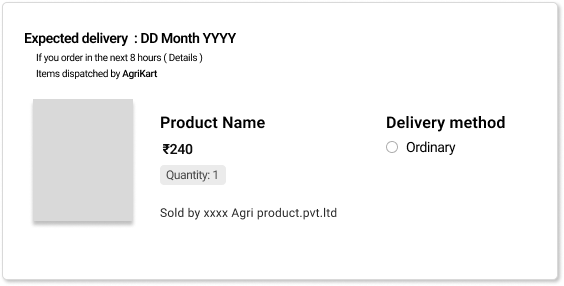 Expected delivery : DD Month YYYY
If you order in the next 8 hours ( Details )
Items dispatched by AgriKart
Product Name
₹240
Quantity: 1
Sold by xxxx Agri product.pvt.ltd
Delivery method
Ordinary